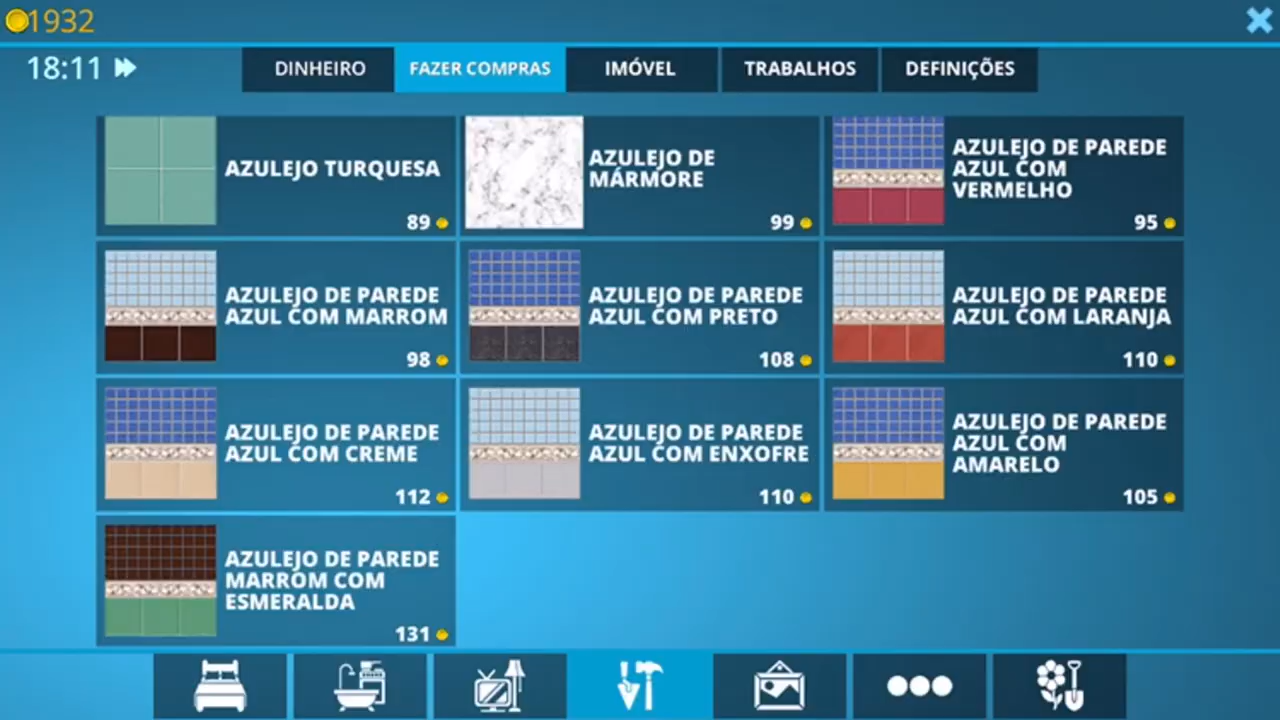 1932
18:11
DINHEIRO
FAZER COMPRAS
IMÓVEL
TRABALHOS
DEFINIÇÕES
AZULEJO TURQUESA
89
AZULEJO DE
MÁRMORE
99
AZULEJO DE PAREDE
AZUL COM
VERMELHO
95
AZULEJO DE PAREDE
AZUL COM MARROM
98
AZULEJO DE PAREDE
AZUL COM PRETO
108
AZULEJO DE PAREDE
AZUL COM LARANJA
110
AZULEJO DE PAREDE
AZUL COM CREME
112
AZULEJO DE PAREDE
AZUL COM ENXOFRE
110
AZULEJO DE PAREDE
AZUL COM
AMARELO
105
AZULEJO DE PAREDE
MARROM COM
ESMERALDA
131